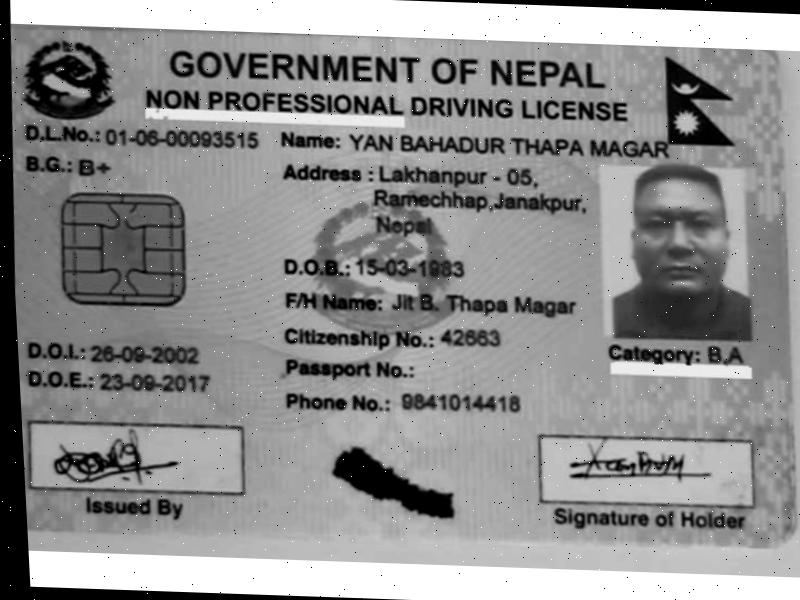 GOVERNMENT OF NEPAL
NON PROFESSIONAL DRIVING LICENSE
D.L.No.: 01-06-00093515
B.G.: B+
Name: YAN BAHADUR THAPA MAGAR
Address : Lakhanpur - 05,
Ramechhap,Janakpur,
Nepal
D.O.B.: 15-03-1983
F/H Name: Jit B. Thapa Magar
Citizenship No.: 42663
Passport No.:
Phone No.: 9841014418
D.O.I.: 26-09-2002
D.O.E.: 23-09-2017
Category: B,A
Issued By
Signature of Holder